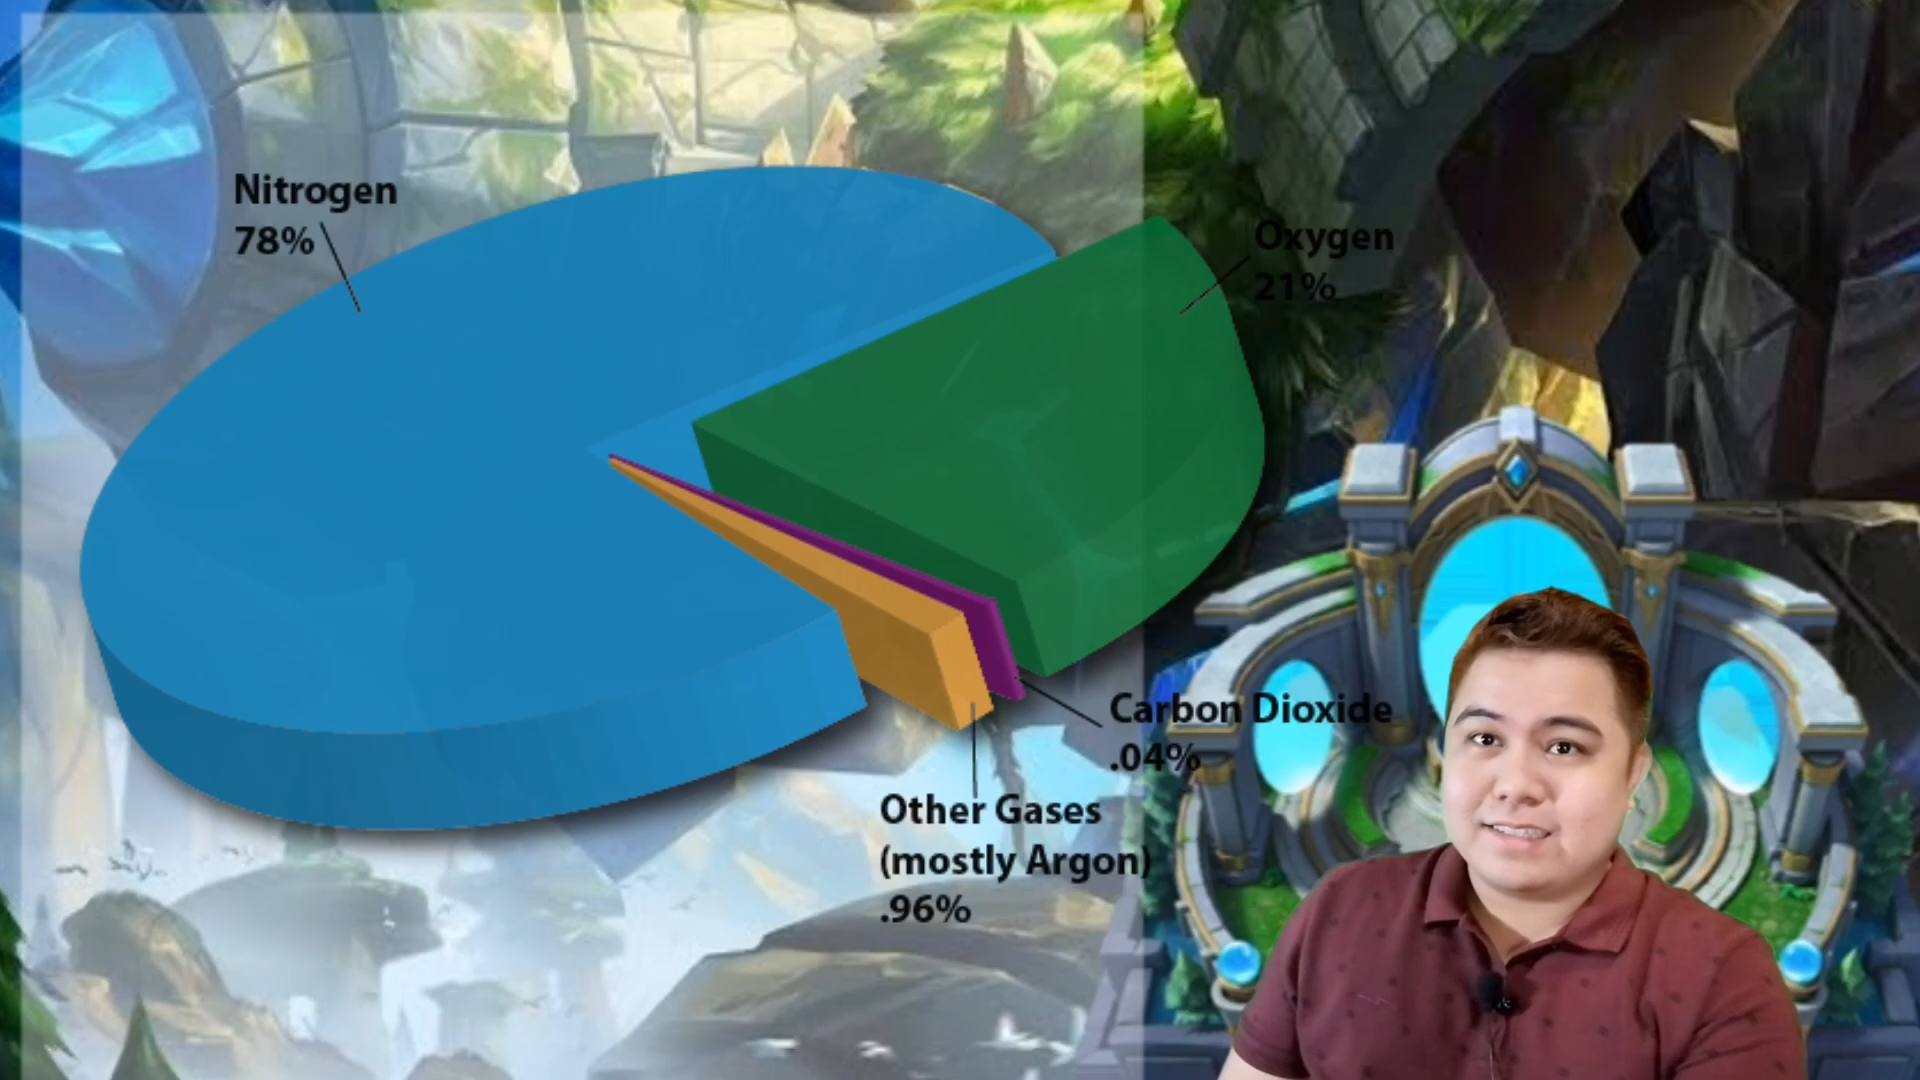 Nitrogen
78%
Oxygen
21%
Carbon Dioxide
.04%
Other Gases
(mostly Argon)
.96%